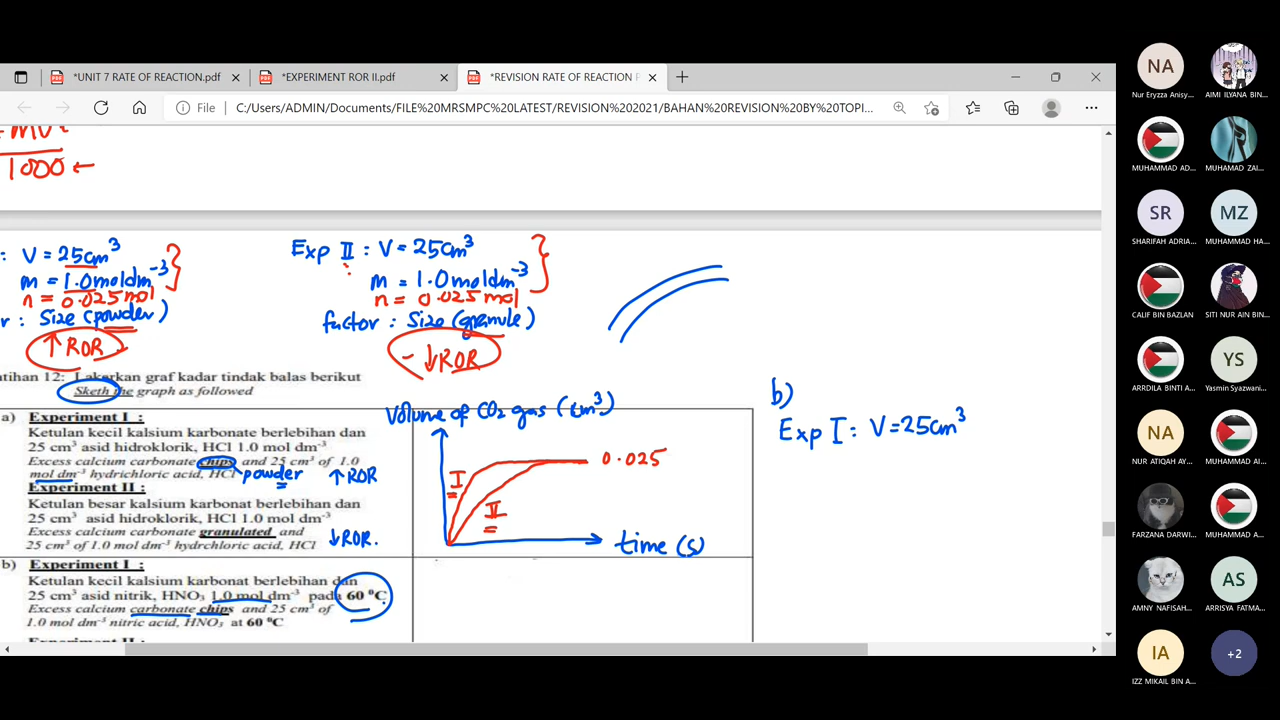 *UNIT 7 RATE OF REACTION.pdf
*EXPERIMENT ROR II.pdf
*REVISION RATE OF REACTION P
File
C:/Users/ADMIN/Documents/FILE%20MRSMPC%20LATEST/REVISION%202021/BAHAN%20REVISION%20BY%20TOPI...
1000 ←
: V = 25cm³
m = 1.0moldm⁻³
n = 0.025mol
r : Size (powder)
↑ ROR
Exp II : V = 25cm³
m = 1.0moldm⁻³
n = 0.025mol
factor : Size (granule)
- ↓ ROR
atihan 12: Lakarkan graf kadar tindak balas berikut
Sketh the graph as followed
a) Experiment I :
Ketulan kecil kalsium karbonate berlebihan dan
25 cm³ asid hidroklorik, HCl 1.0 mol dm⁻³
Excess calcium carbonate chips and 25 cm³ of 1.0
mol dm⁻³ hydrichloric acid, HCl
powder ↑ ROR
Experiment II :
Ketulan besar kalsium karbonat berlebihan dan
25 cm³ asid hidroklorik, HCl 1.0 mol dm⁻³
Excess calcium carbonate granulated and
25 cm³ of 1.0 mol dm⁻³ hydrchloric acid, HCl
↓ ROR.
Volume of CO₂ gas (cm³)
I
II
0.025
time (s)
b) Experiment I :
Ketulan kecil kalsium karbonat berlebihan dan
25 cm³ asid nitrik, HNO₃ 1.0 mol dm⁻³ pada 60 ⁰C
Excess calcium carbonate chips and 25 cm³ of
1.0 mol dm⁻³ nitric acid, HNO₃ at 60 ⁰C
b)
Exp I : V=25cm³
NA
Nur Eryzza Anisy...
AIMI ILYANA BIN...
MUHAMMAD AD...
MUHAMAD ZAI...
SR
SHARIFAH ADRIA...
MZ
MUHAMMAD HA...
CALIF BIN BAZLAN
SITI NUR AIN BIN...
ARRDILA BINTI A...
YS
Yasmin Syazwani...
NA
NUR ATIQAH AY...
MUHAMMAD AI...
FARZANA DARWI...
MUHAMMAD A...
AMNY NAFISAH...
AS
ARRISYA FATMA...
IA
IZZ MIKAIL BIN A...
+2